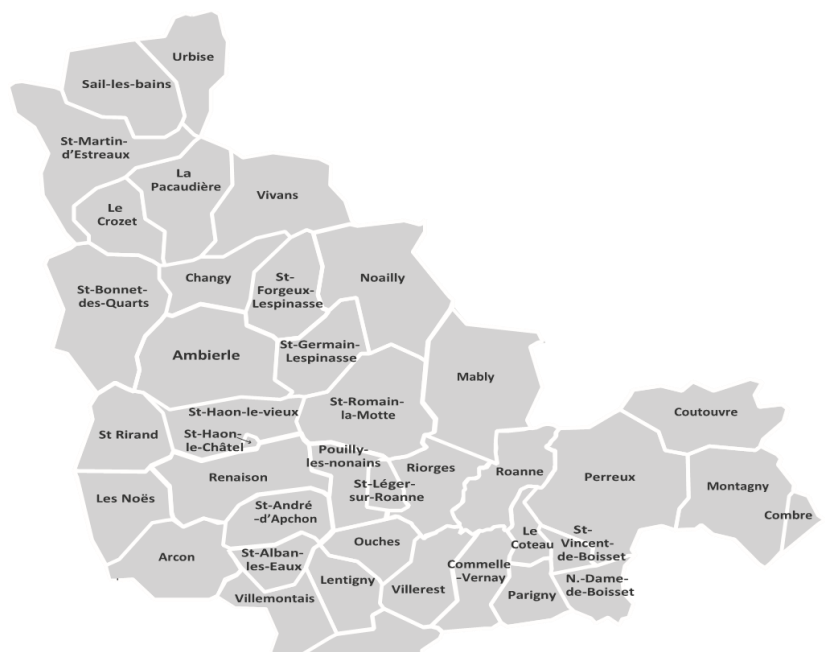 Urbise
Sail-les-bains
St-Martin-
d’Estreaux
La
Pacaudière
Vivans
Le
Crozet
Changy
St-
Forgeux-
Lespinasse
Noailly
St-Bonnet-
des-Quarts
Ambierle
St-Germain-
Lespinasse
Mably
St-Romain-
la-Motte
St-Haon-le-vieux
Coutouvre
St Rirand
St-Haon-
le-Châtel
Pouilly-
les-nonains
Riorges
Roanne
Renaison
St-Léger-
sur-Roanne
Perreux
Montagny
Les Noës
St-André
-d’Apchon
Combre
Ouches
Le
Coteau
St-
Vincent-
de-Boisset
Arcon
St-Alban-
les-Eaux
Lentigny
Villerest
Commelle
-Vernay
Villemontais
Parigny
N.-Dame-
de-Boisset